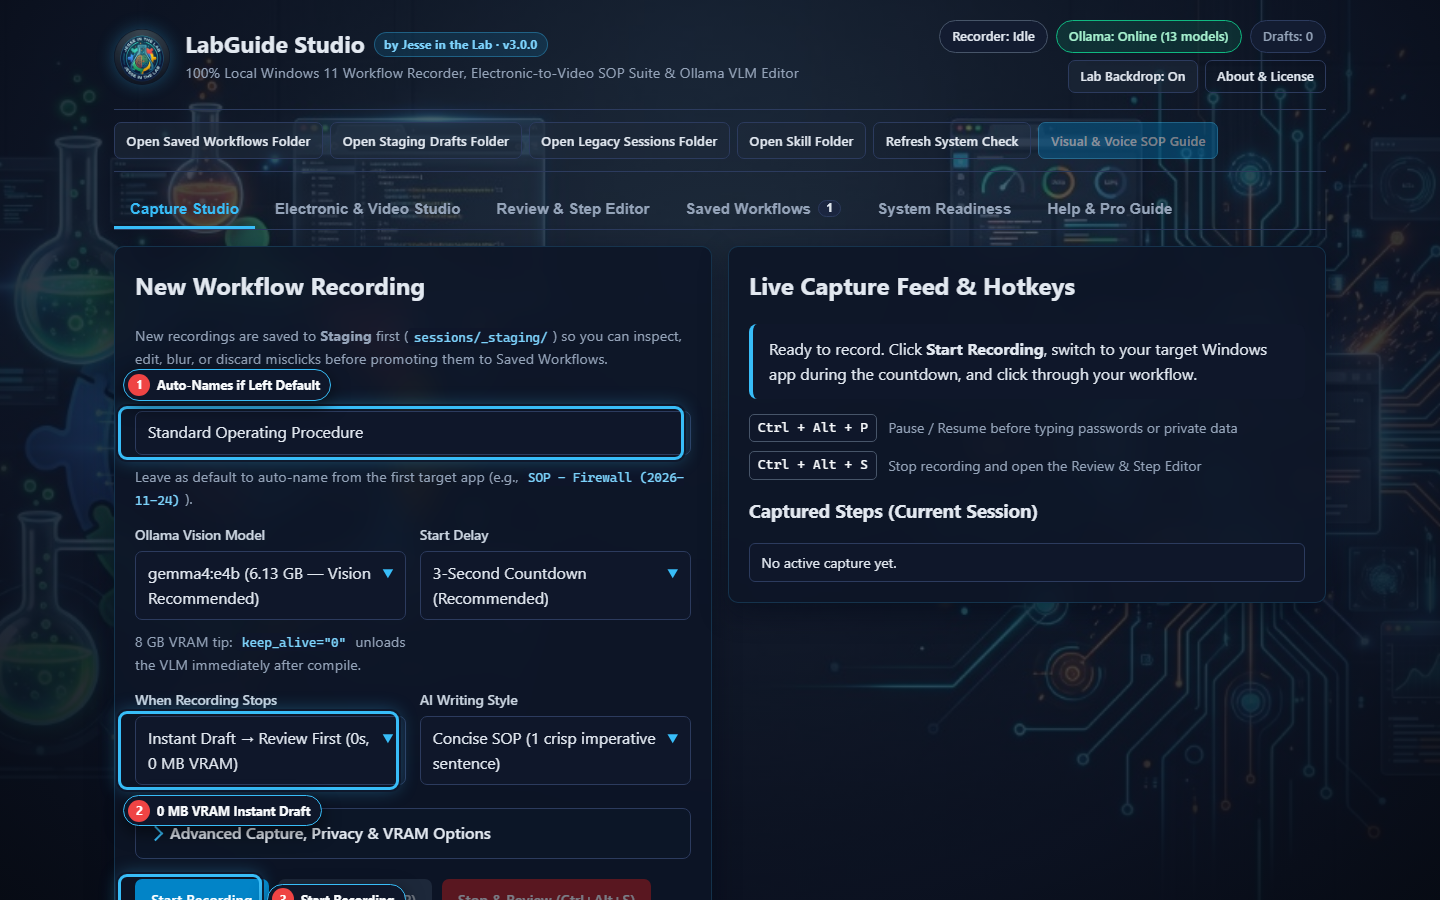 LabGuide Studio by Jesse in the Lab · v3.0.0
100% Local Windows 11 Workflow Recorder, Electronic-to-Video SOP Suite & Ollama VLM Editor
Recorder: Idle Ollama: Online (13 models) Drafts: 0
Lab Backdrop: On About & License
Open Saved Workflows Folder Open Staging Drafts Folder Open Legacy Sessions Folder Open Skill Folder Refresh System Check Visual & Voice SOP Guide
Capture Studio Electronic & Video Studio Review & Step Editor Saved Workflows 1 System Readiness Help & Pro Guide
New Workflow Recording
New recordings are saved to Staging first ( sessions/_staging/ ) so you can inspect,
edit, blur, or discard misclicks before promoting them to Saved Workflows.
1 Auto-Names if Left Default
Standard Operating Procedure
Leave as default to auto-name from the first target app (e.g., SOP – Firewall (2026–
11–24) ).
Ollama Vision Model
gemma4:e4b (6.13 GB — Vision
Recommended)
8 GB VRAM tip: keep_alive="0" unloads
the VLM immediately after compile.
Start Delay
3-Second Countdown
(Recommended)
When Recording Stops
Instant Draft → Review First (0s,
0 MB VRAM)
AI Writing Style
Concise SOP (1 crisp imperative
sentence)
2 0 MB VRAM Instant Draft
Advanced Capture, Privacy & VRAM Options
Start Recording 3 Start Recording Stop & Review (Ctrl+Alt+S)
Live Capture Feed & Hotkeys
Ready to record. Click Start Recording, switch to your target Windows
app during the countdown, and click through your workflow.
Ctrl + Alt + P Pause / Resume before typing passwords or private data
Ctrl + Alt + S Stop recording and open the Review & Step Editor
Captured Steps (Current Session)
No active capture yet.